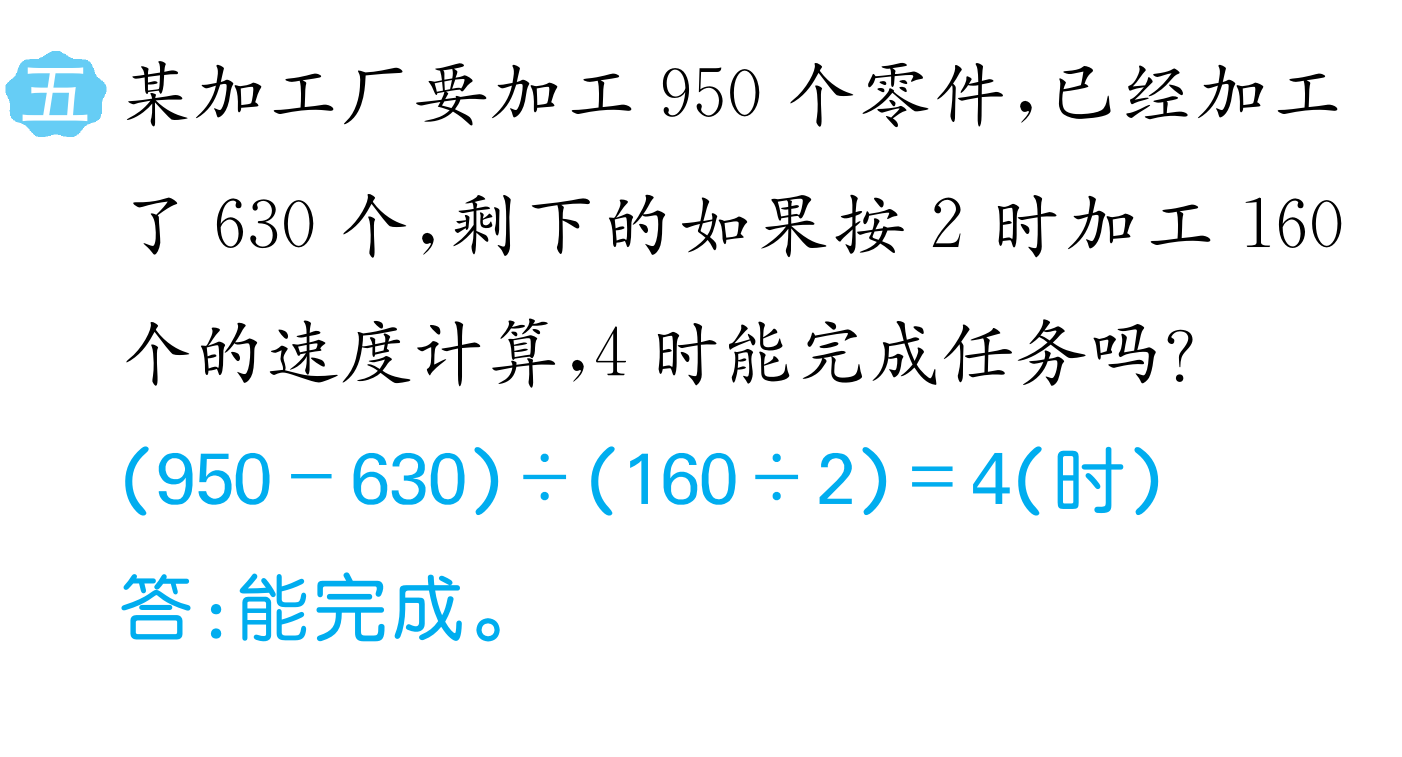 五 某加工厂要加工 950 个零件,已经加工
了 630 个,剩下的如果按 2 时加工 160
个的速度计算,4 时能完成任务吗?
(950－630)÷(160÷2)＝4(时)
答:能完成。